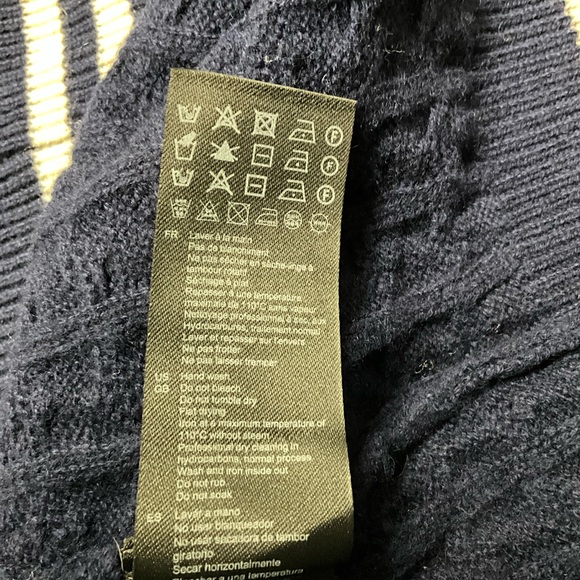 FR Laver à la main
Pas de blanchiment
Ne pas sécher en sèche-linge à
tambour rotatif
Séchage à plat
température
maximale de 110°C sans vapeur
Nettoyage professionnel à sec
Hydrocarbures, traitement normal
Laver et repasser sur l'envers
Ne pas frotter
Ne pas laisser tremper
US Hand wash
GB Do not bleach
Do not tumble dry
Flat drying
Iron at a maximum temperature of
110°C without steam
Professional dry cleaning in
hydrocarbons, normal process
Wash and iron inside out
Do not rub
Do not soak
ES Lavar a mano
No usar blanqueador
No usar secadora de tambor
giratorio
Secar horizontalmente
Planchar a una temperatura